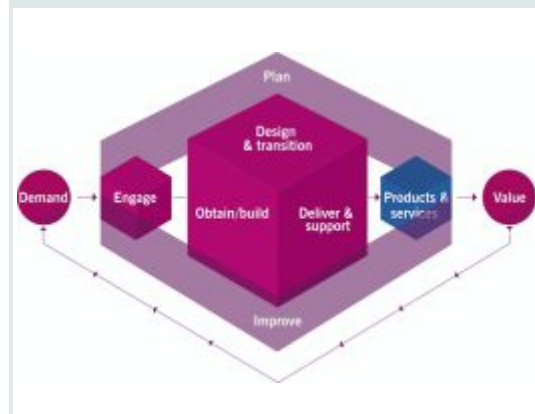 Plan
Design
& transition
Demand
Engage
Obtain/build
Deliver &
support
Products &
services
Value
Improve